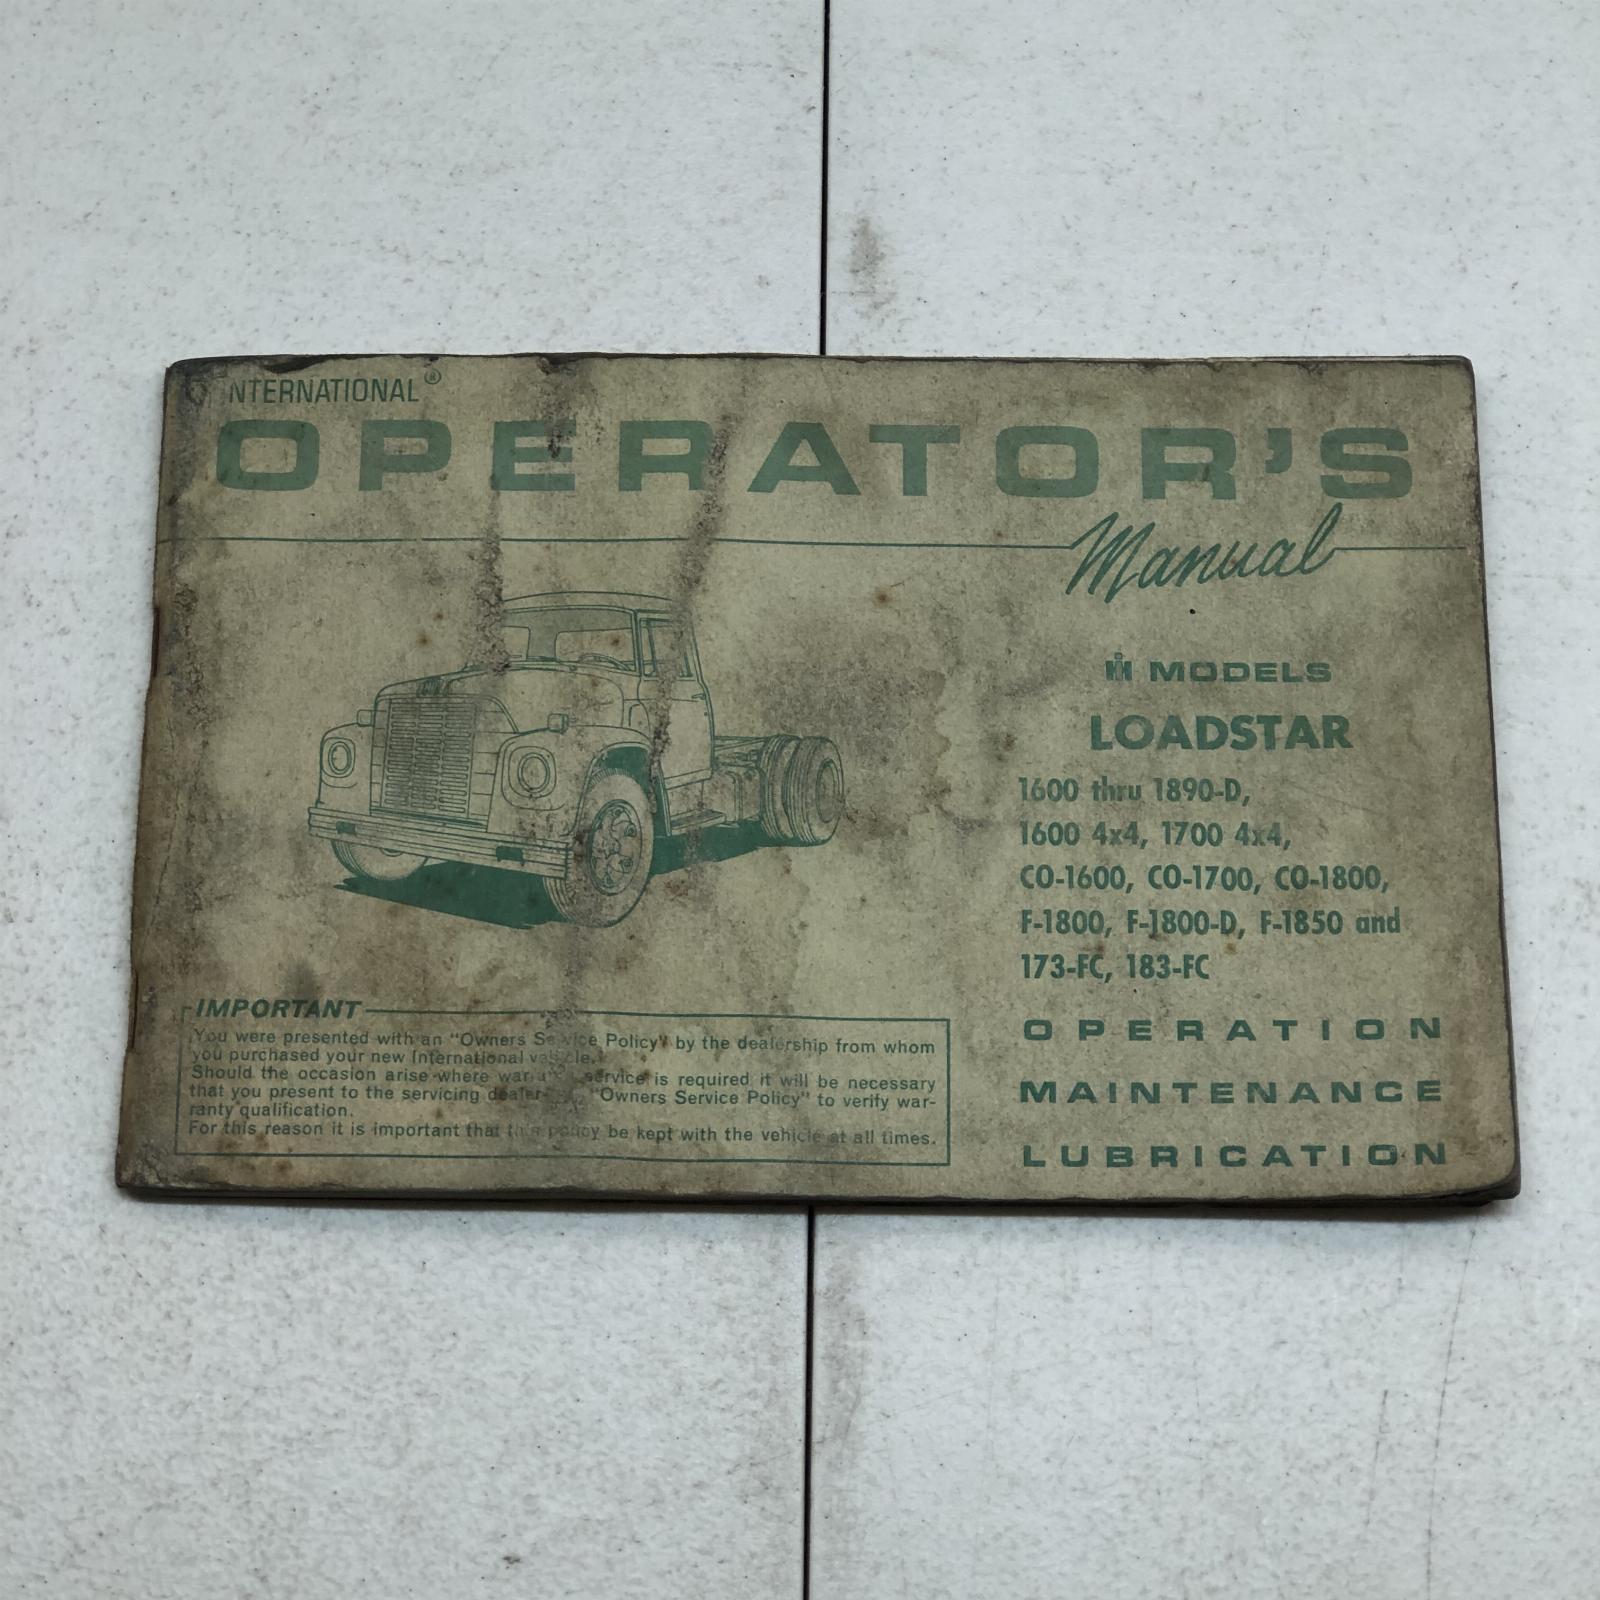 INTERNATIONAL®
OPERATOR'S
Manual
IH MODELS
LOADSTAR
1600 thru 1890-D,
1600 4x4, 1700 4x4,
CO-1600, CO-1700, CO-1800,
F-1800, F-1800-D, F-1850 and
173-FC, 183-FC
OPERATION
MAINTENANCE
LUBRICATION
IMPORTANT
You were presented with an "Owners Service Policy" by the dealership from whom
you purchased your new International vehicle.
Should the occasion arise where warranty service is required it will be necessary
that you present to the servicing dealer "Owners Service Policy" to verify war-
ranty qualification.
For this reason it is important that this policy be kept with the vehicle at all times.